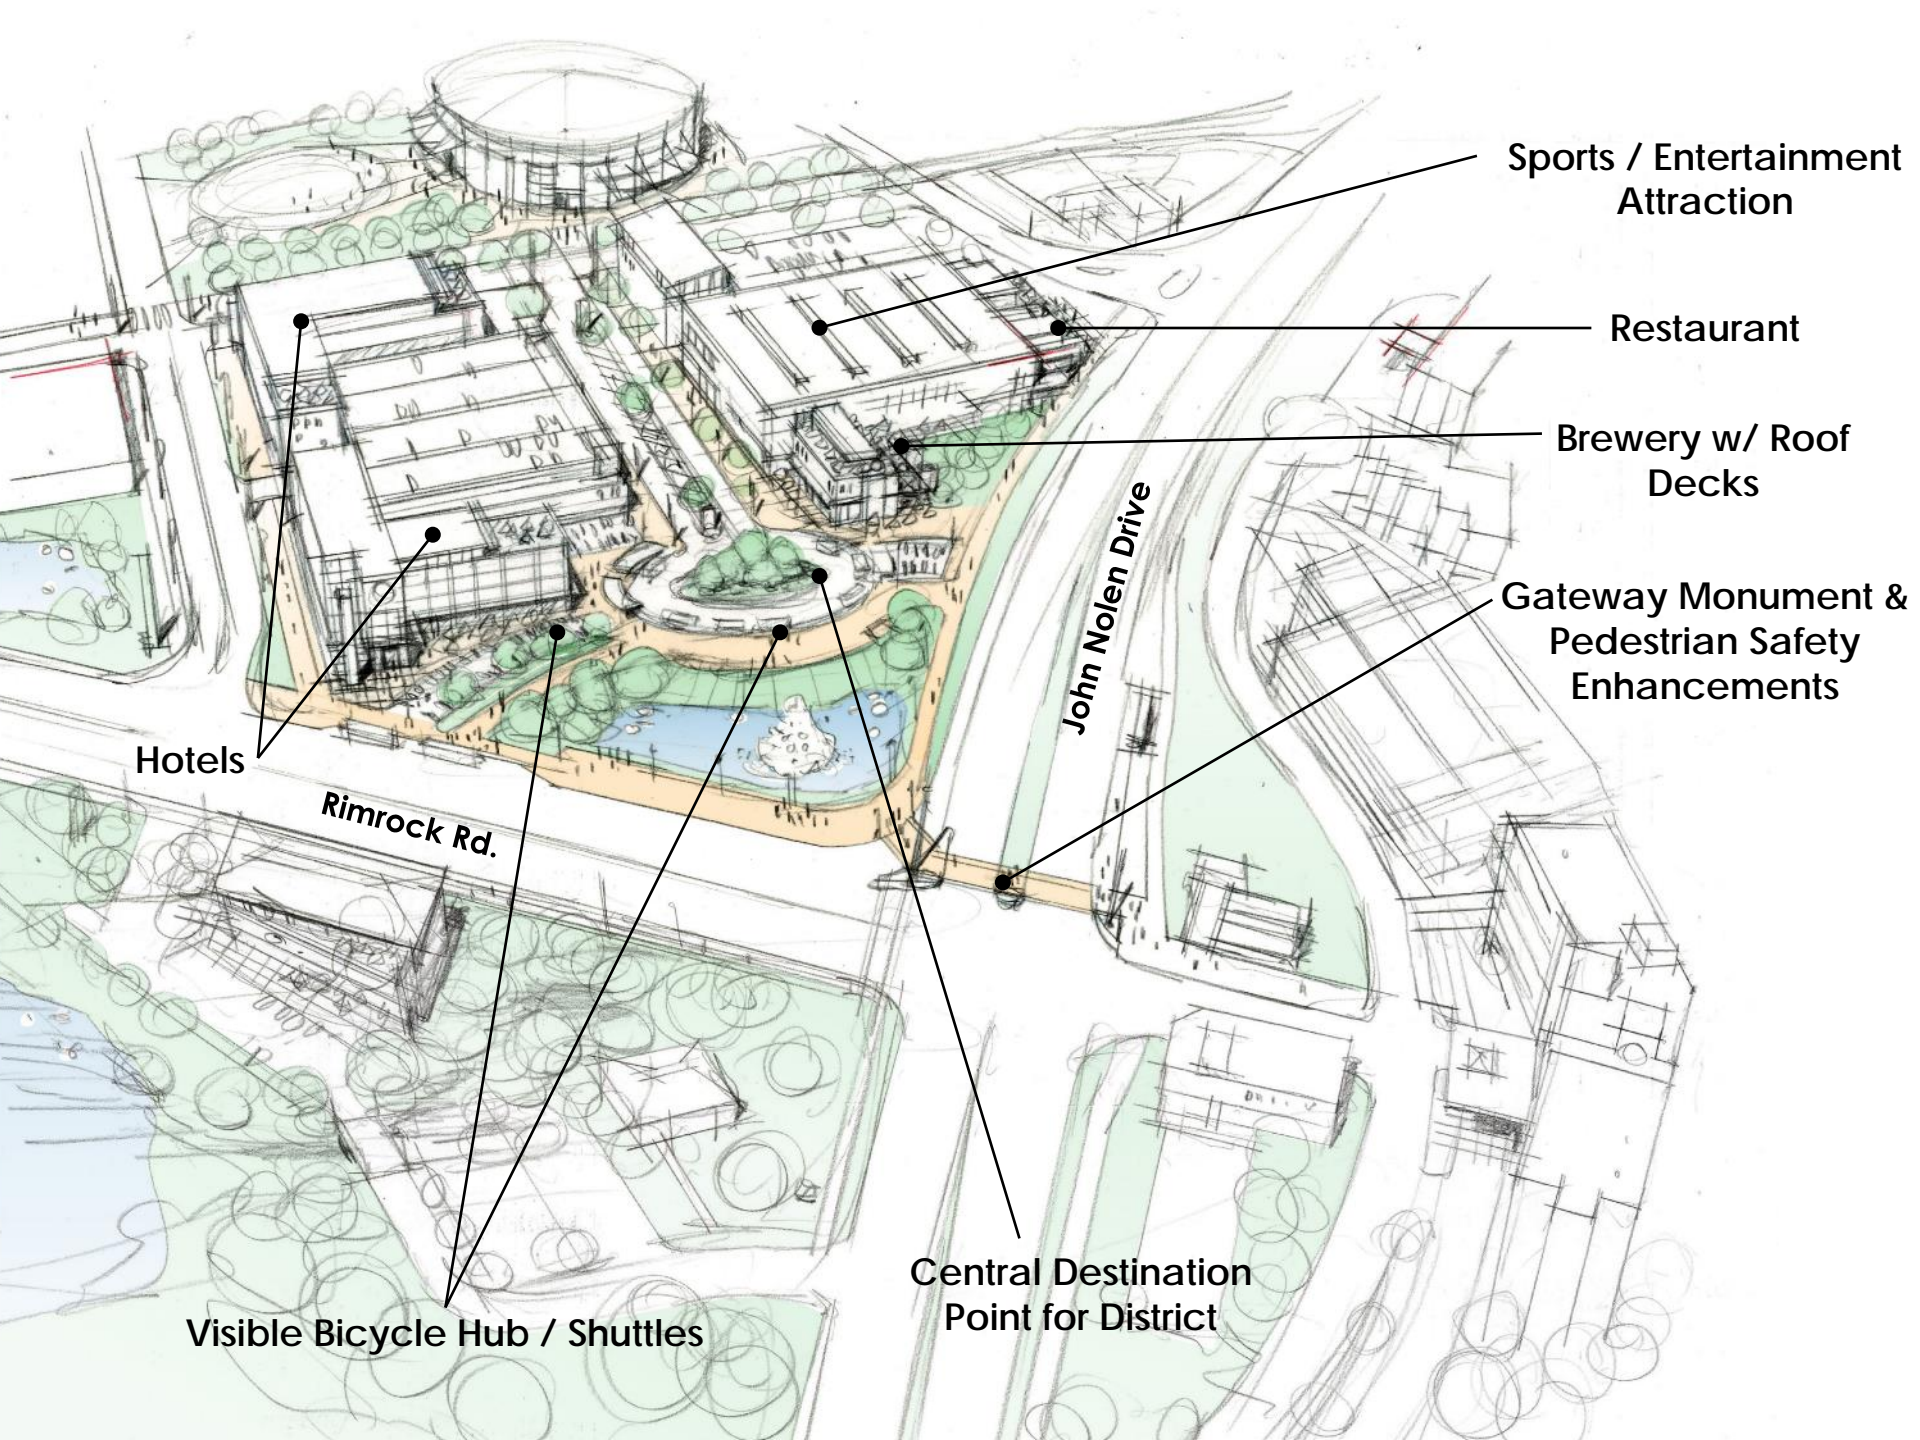 Sports / Entertainment
Attraction
Restaurant
Brewery w/ Roof
Decks
John Nolen Drive
Gateway Monument &
Pedestrian Safety
Enhancements
Hotels
Rimrock Rd.
Central Destination
Point for District
Visible Bicycle Hub / Shuttles